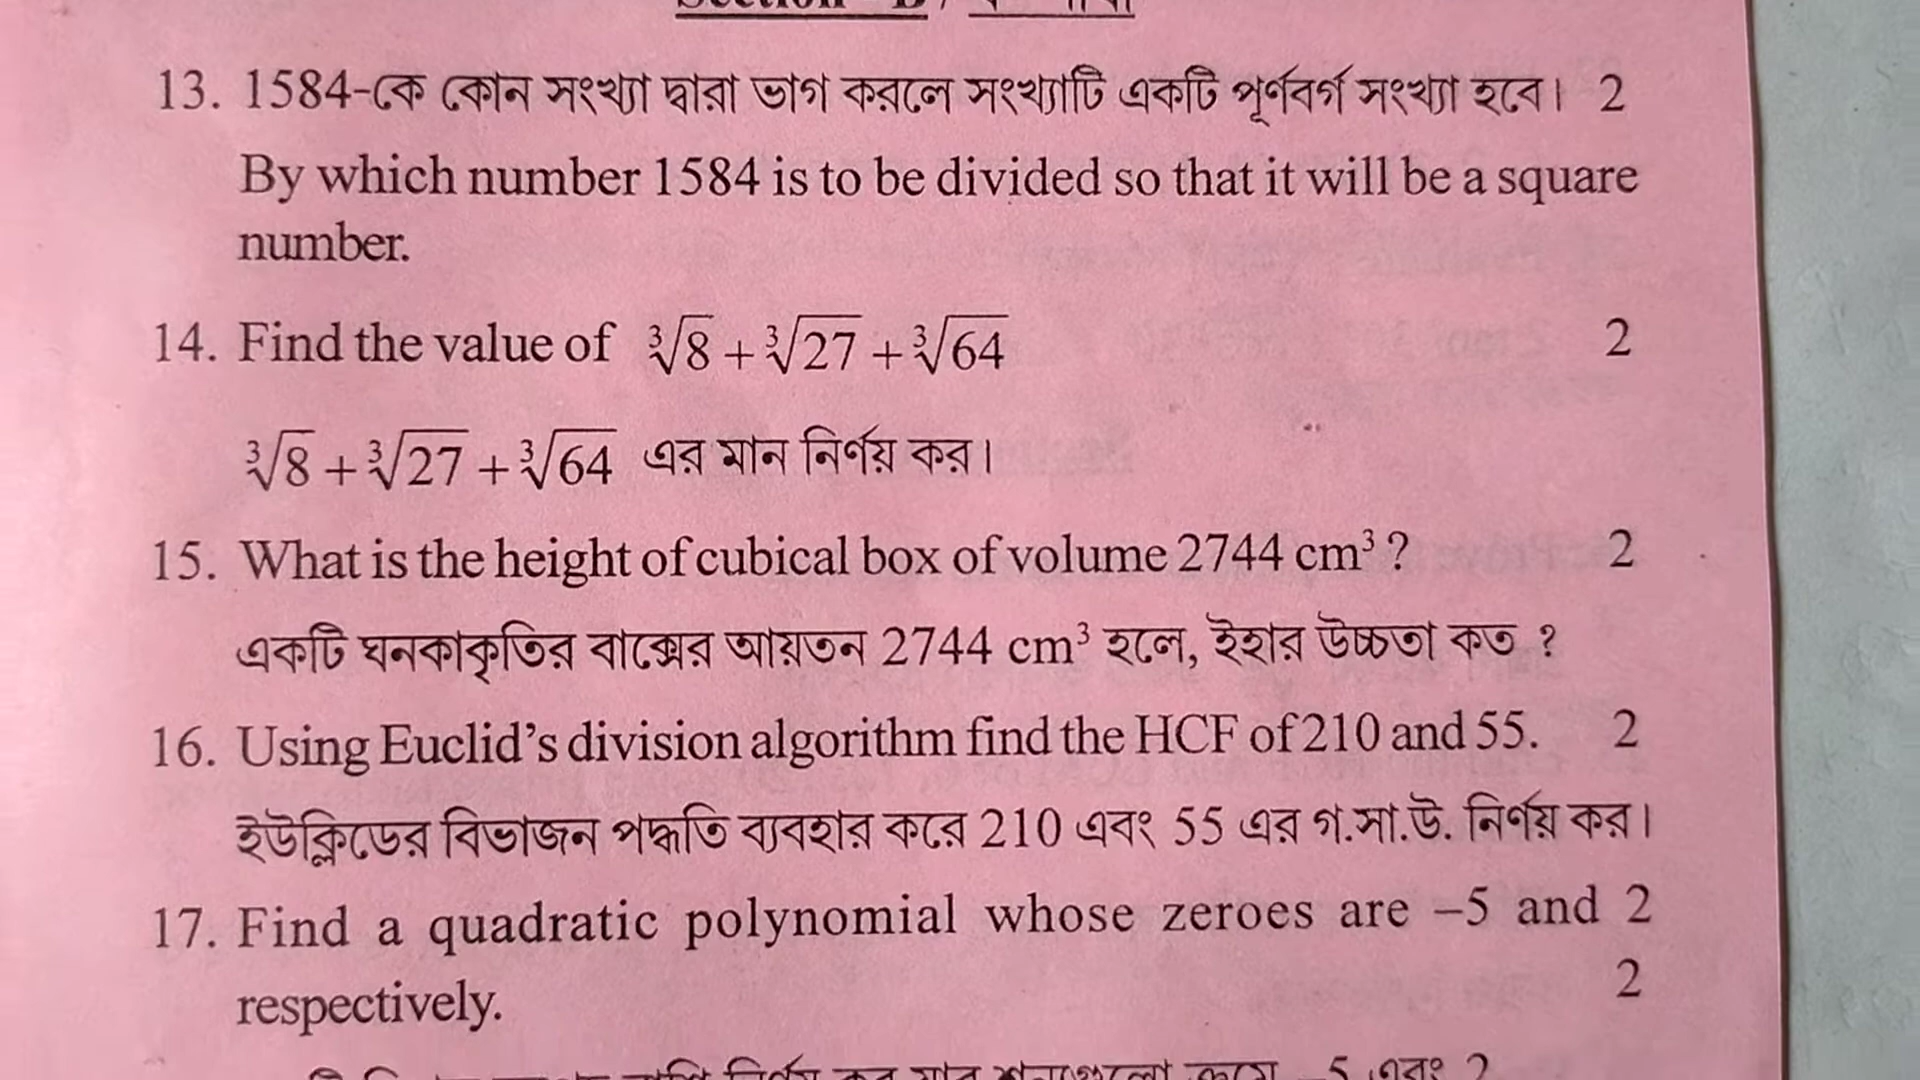 13. 1584-কে কোন সংখ্যা দ্বারা ভাগ করলে সংখ্যাটি একটি পূর্ণবর্গ সংখ্যা হবে। 2
By which number 1584 is to be divided so that it will be a square
number.
14. Find the value of ∛8 + ∛27 + ∛64 2
∛8 + ∛27 + ∛64 এর মান নির্ণয় কর।
15. What is the height of cubical box of volume 2744 cm³ ? 2
একটি ঘনকাকৃতির বাক্সের আয়তন 2744 cm³ হলে, ইহার উচ্চতা কত ?
16. Using Euclid’s division algorithm find the HCF of 210 and 55. 2
ইউক্লিডের বিভাজন পদ্ধতি ব্যবহার করে 210 এবং 55 এর গ.সা.উ. নির্ণয় কর।
17. Find a quadratic polynomial whose zeroes are –5 and 2
respectively. 2
নির্ণয় কর যার –5 এবং 2